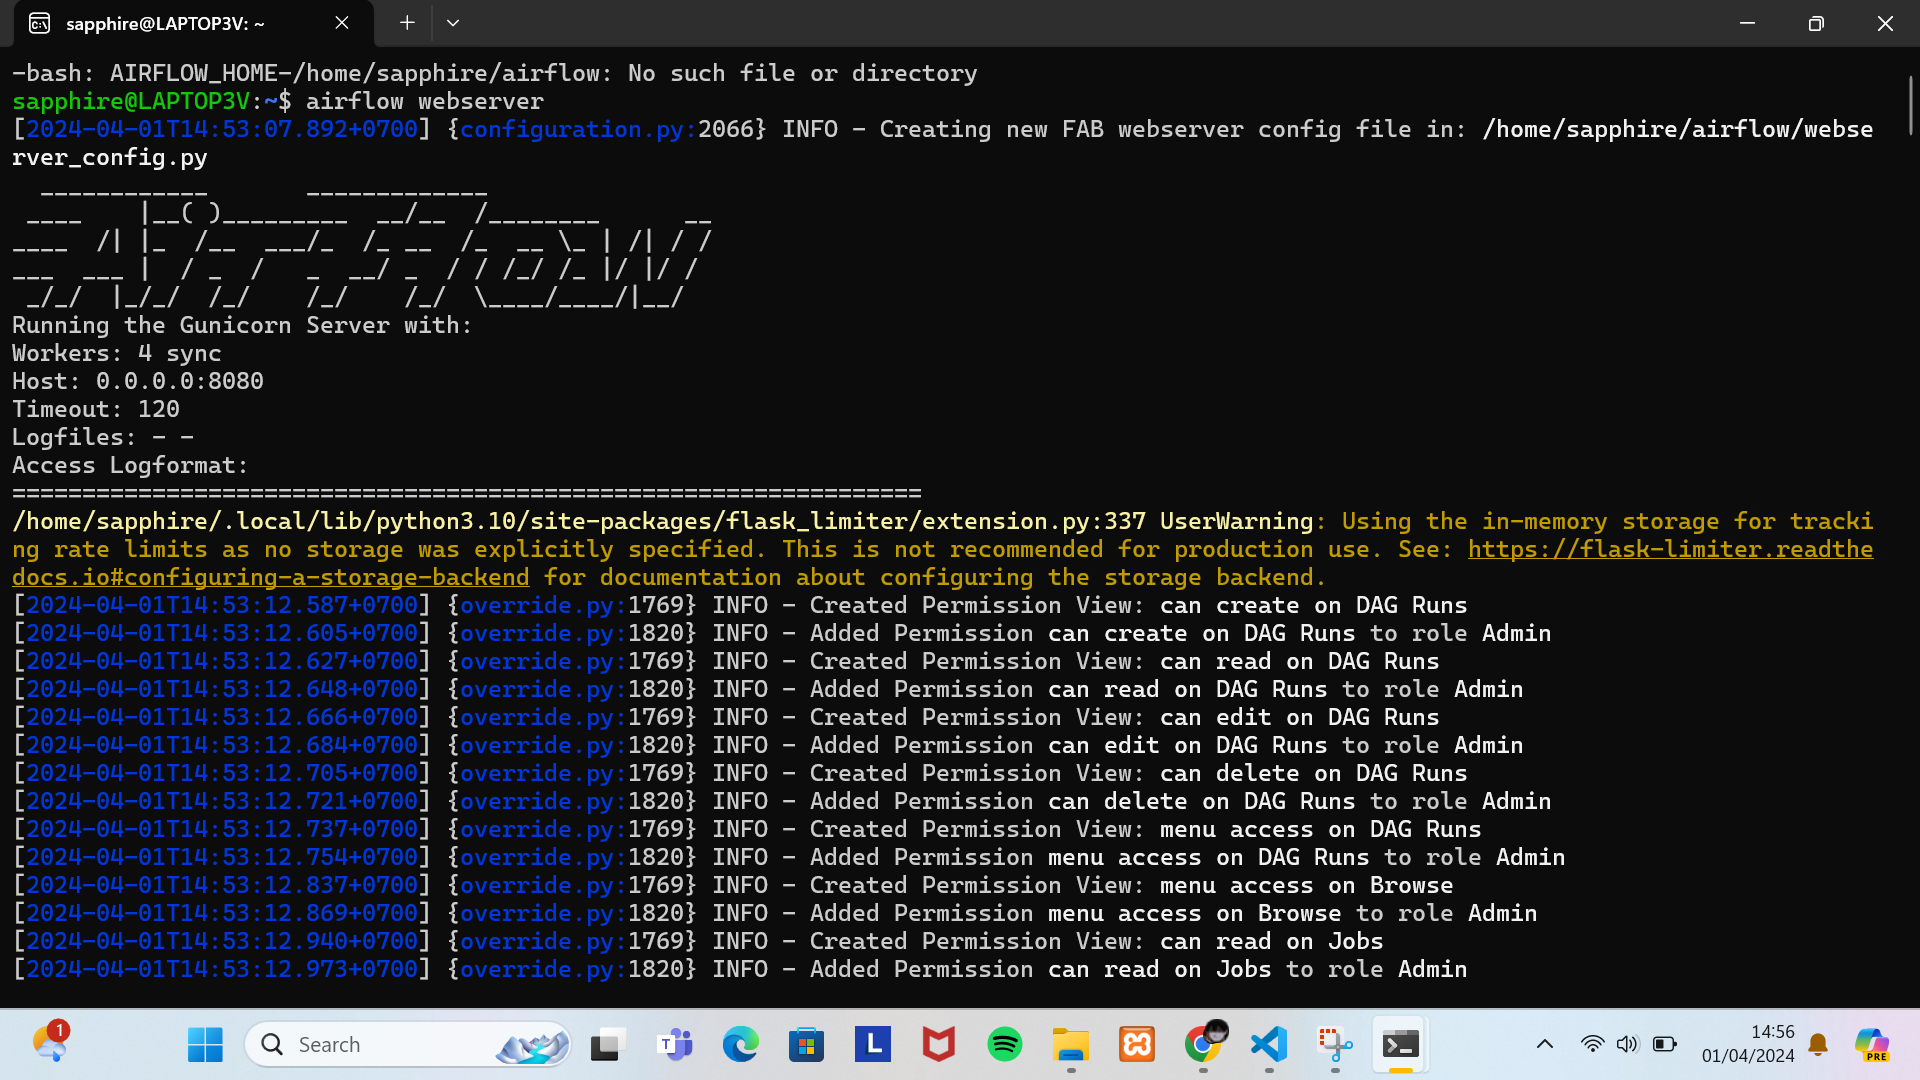 sapphire@LAPTOP3V: ~
-bash: AIRFLOW_HOME-/home/sapphire/airflow: No such file or directory
sapphire@LAPTOP3V:~$ airflow webserver
[2024-04-01T14:53:07.892+0700] {configuration.py:2066} INFO - Creating new FAB webserver config file in: /home/sapphire/airflow/webse
rver_config.py
  ____________       _____________
 ____    |__( )_________  __/__  /________      __
____  /| |_  /__  ___/_  /_ __  /_  __ \_ | /| / /
___  ___ |  / _  /   _  __/ _  / / /_/ /_ |/ |/ /
 _/_/  |_/_/  /_/    /_/    /_/  \____/____/|__/
Running the Gunicorn Server with:
Workers: 4 sync
Host: 0.0.0.0:8080
Timeout: 120
Logfiles: - -
Access Logformat:
=================================================================
/home/sapphire/.local/lib/python3.10/site-packages/flask_limiter/extension.py:337 UserWarning: Using the in-memory storage for tracki
ng rate limits as no storage was explicitly specified. This is not recommended for production use. See: https://flask-limiter.readthe
docs.io#configuring-a-storage-backend for documentation about configuring the storage backend.
[2024-04-01T14:53:12.587+0700] {override.py:1769} INFO - Created Permission View: can create on DAG Runs
[2024-04-01T14:53:12.605+0700] {override.py:1820} INFO - Added Permission can create on DAG Runs to role Admin
[2024-04-01T14:53:12.627+0700] {override.py:1769} INFO - Created Permission View: can read on DAG Runs
[2024-04-01T14:53:12.648+0700] {override.py:1820} INFO - Added Permission can read on DAG Runs to role Admin
[2024-04-01T14:53:12.666+0700] {override.py:1769} INFO - Created Permission View: can edit on DAG Runs
[2024-04-01T14:53:12.684+0700] {override.py:1820} INFO - Added Permission can edit on DAG Runs to role Admin
[2024-04-01T14:53:12.705+0700] {override.py:1769} INFO - Created Permission View: can delete on DAG Runs
[2024-04-01T14:53:12.721+0700] {override.py:1820} INFO - Added Permission can delete on DAG Runs to role Admin
[2024-04-01T14:53:12.737+0700] {override.py:1769} INFO - Created Permission View: menu access on DAG Runs
[2024-04-01T14:53:12.754+0700] {override.py:1820} INFO - Added Permission menu access on DAG Runs to role Admin
[2024-04-01T14:53:12.837+0700] {override.py:1769} INFO - Created Permission View: menu access on Browse
[2024-04-01T14:53:12.869+0700] {override.py:1820} INFO - Added Permission menu access on Browse to role Admin
[2024-04-01T14:53:12.940+0700] {override.py:1769} INFO - Created Permission View: can read on Jobs
[2024-04-01T14:53:12.973+0700] {override.py:1820} INFO - Added Permission can read on Jobs to role Admin
1
Search
T
L
14:56
01/04/2024
PRE